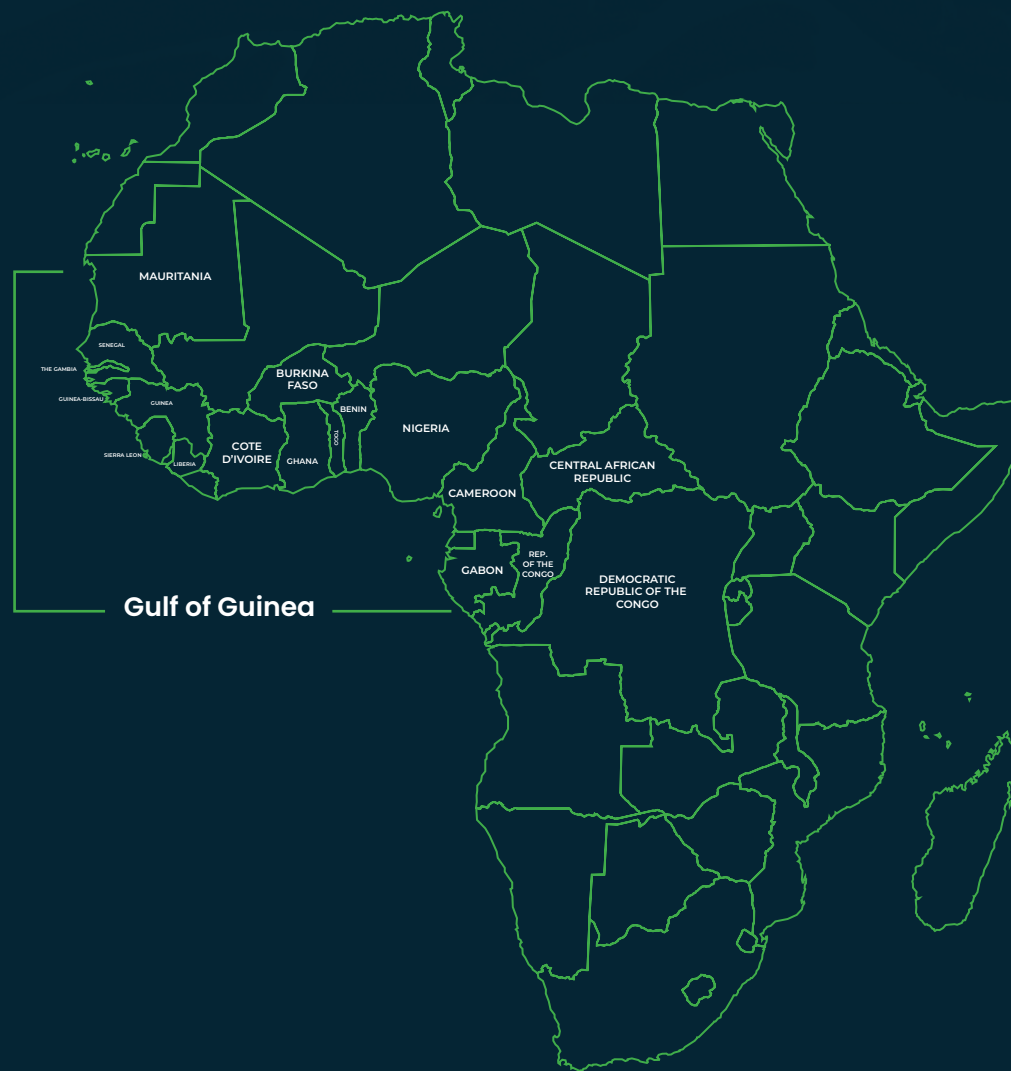 MAURITANIA
SENEGAL
THE GAMBIA
GUINEA-BISSAU
GUINEA
SIERRA LEON
LIBERIA
COTE
D'IVOIRE
BURKINA
FASO
GHANA
TOGO
BENIN
NIGERIA
CAMEROON
CENTRAL AFRICAN
REPUBLIC
GABON
REP.
OF THE
CONGO
DEMOCRATIC
REPUBLIC OF THE
CONGO
Gulf of Guinea